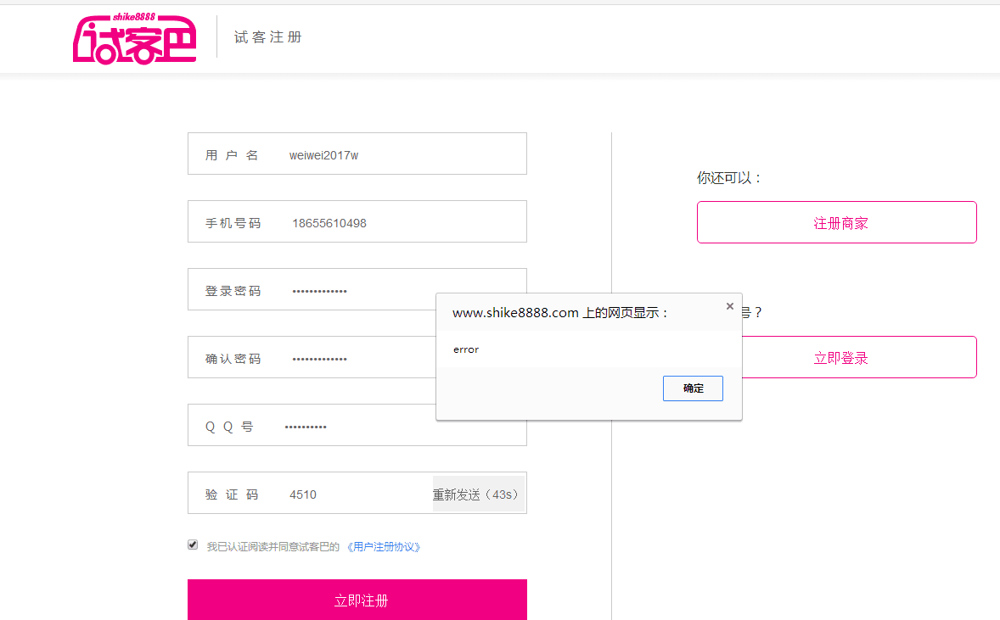 shike8888
试客巴
试客注册
用户名 weiwei2017w
手机号码 18655610498
登录密码 •••••••••••••
确认密码 •••••••••••••
QQ号 ••••••••••
验证码 4510 重新发送（43s）
我已认证阅读并同意试客巴的 《用户注册协议》
立即注册
你还可以：
注册商家
号？
立即登录
www.shike8888.com 上的网页显示： ×
error
确定